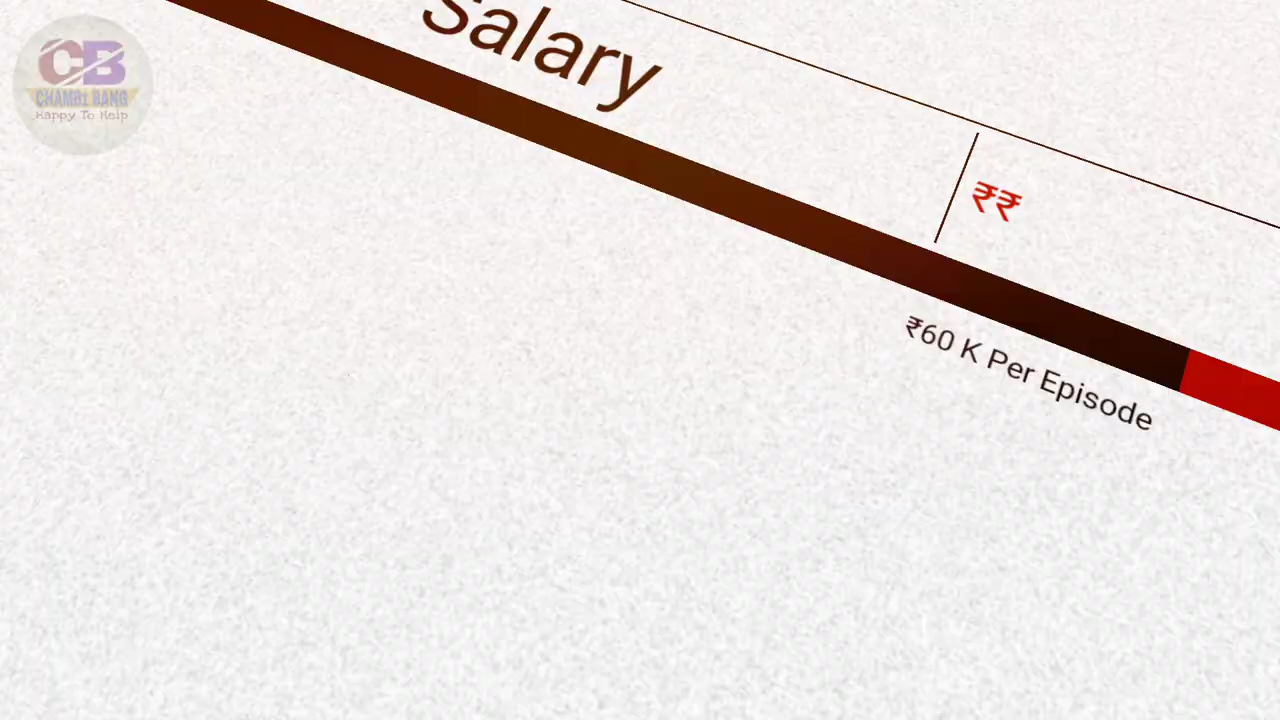 CB
CHAMBI BANG
Happy To Help
Salary
₹₹
₹60 K Per Episode